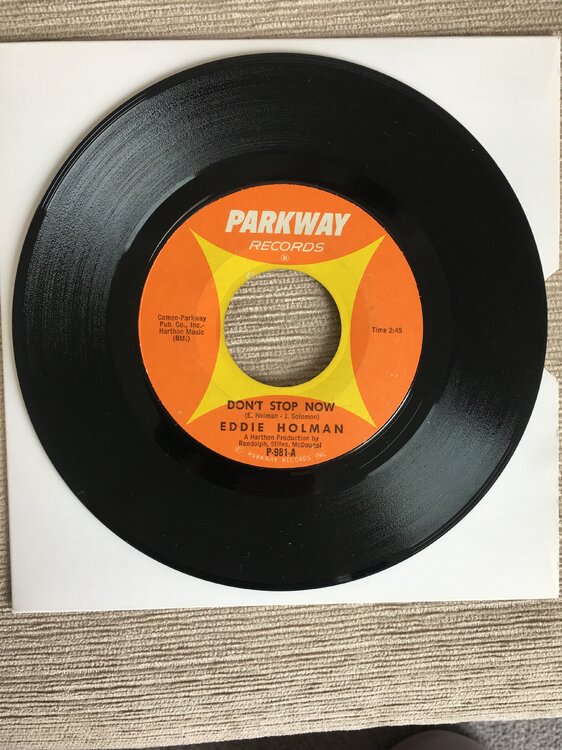 PARKWAY
RECORDS
®
Cameo-Parkway
Pub. Co., Inc.-
Harthon Music
(BMI)
Time 2:45
DON'T STOP NOW
(E. Holman - J. Solomon)
EDDIE HOLMAN
A Harthon Production by
Randolph, Stiles, McDougal
P-981-A
© PARKWAY RECORDS INC